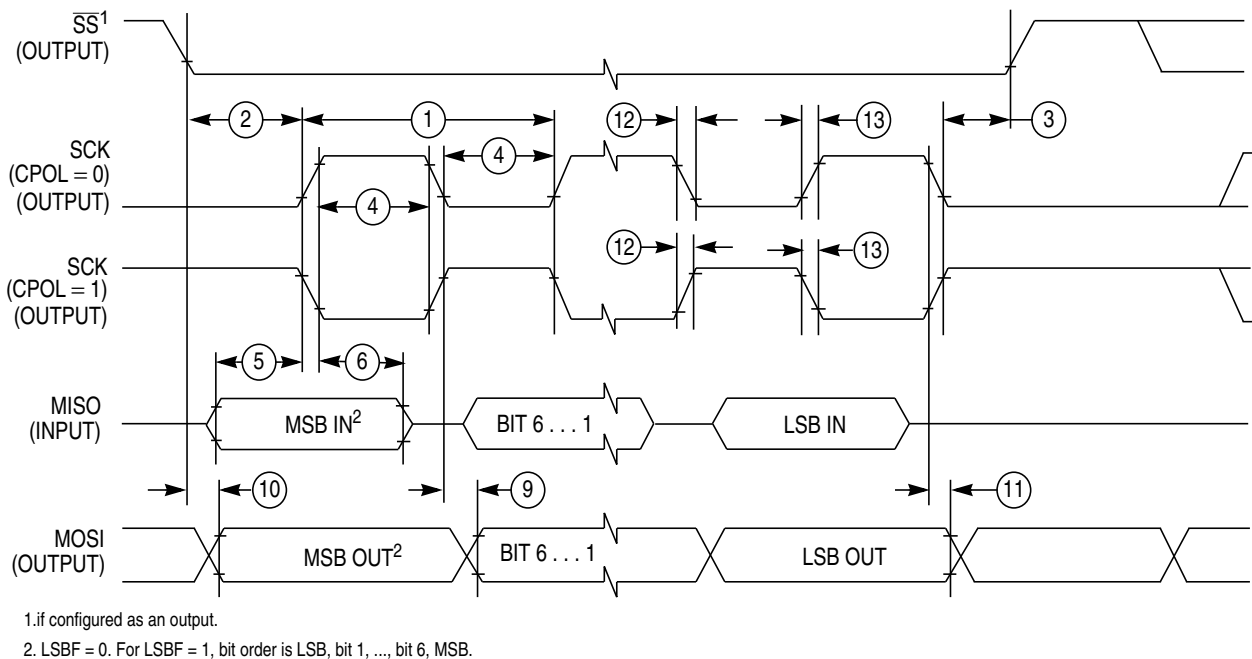 SS1
(OUTPUT)
2
1
12
13
3
SCK
(CPOL = 0)
(OUTPUT)
4
4
12
13
SCK
(CPOL = 1)
(OUTPUT)
5
6
MISO
(INPUT)
MSB IN2
BIT 6 . . . 1
LSB IN
10
9
11
MOSI
(OUTPUT)
MSB OUT2
BIT 6 . . . 1
LSB OUT
1.if configured as an output.
2. LSBF = 0. For LSBF = 1, bit order is LSB, bit 1, ..., bit 6, MSB.